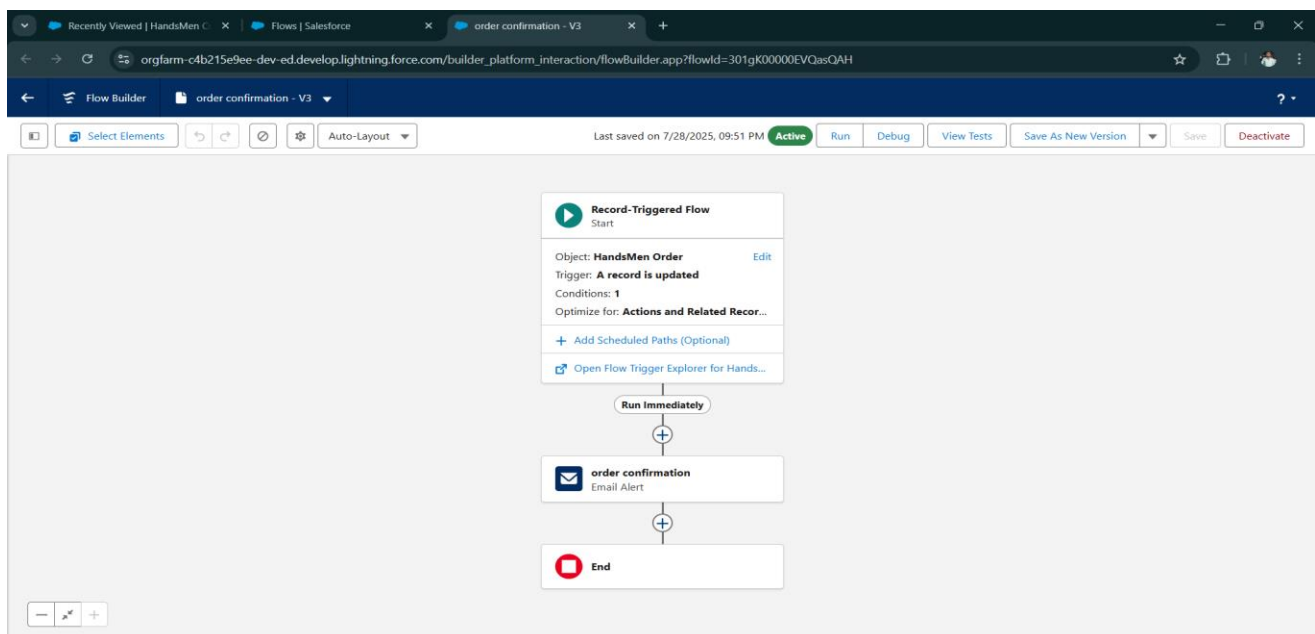 Recently Viewed | HandsMen O
Flows | Salesforce
order confirmation - V3
orgfarm-c4b215e9ee-dev-ed.develop.lightning.force.com/builder_platform_interaction/flowBuilder.app?flowId=301gK00000EVQasQAH
Flow Builder
order confirmation - V3
?
Select Elements
Auto-Layout
Last saved on 7/28/2025, 09:51 PM
Active
Run
Debug
View Tests
Save As New Version
Save
Deactivate
Record-Triggered Flow
Start
Object: HandsMen Order
Edit
Trigger: A record is updated
Conditions: 1
Optimize for: Actions and Related Recor...
+ Add Scheduled Paths (Optional)
Open Flow Trigger Explorer for Hands...
Run Immediately
order confirmation
Email Alert
End